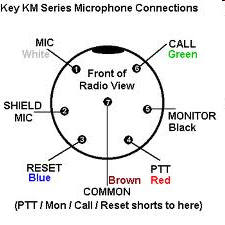 Key KM Series Microphone Connections
MIC
White
CALL
Green
Front of
Radio View
1
6
7
SHIELD
MIC
2
5
MONITOR
Black
3
4
RESET
Blue
Brown
COMMON
PTT
Red
(PTT / Mon / Call / Reset shorts to here)